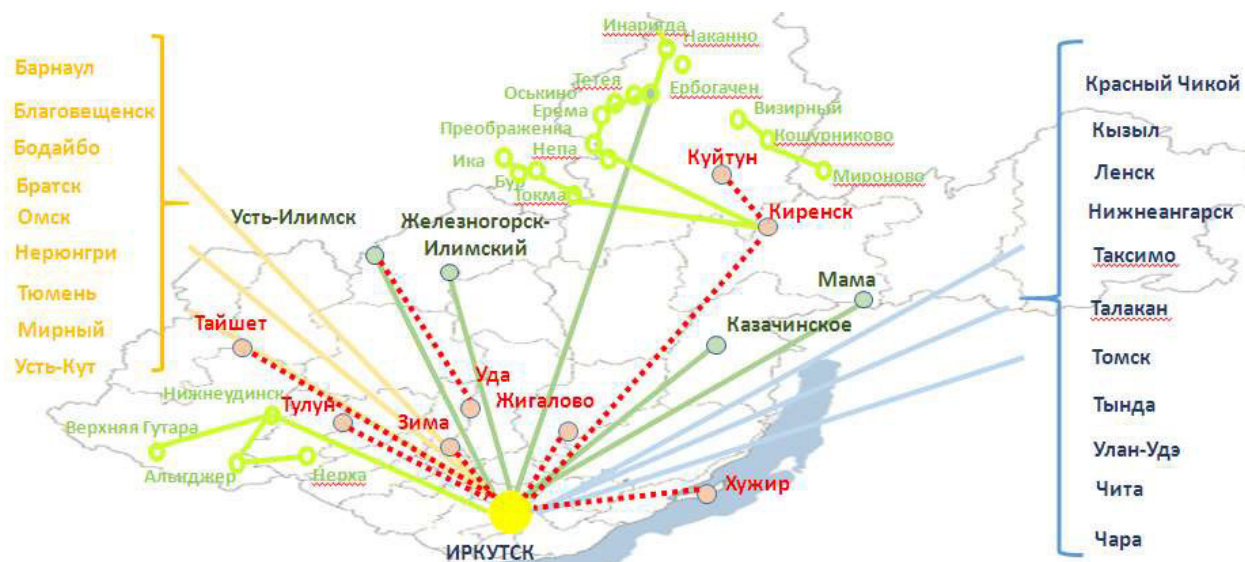 Барнаул
Благовещенск
Бодайбо
Братск
Омск
Нерюнгри
Тюмень
Мирный
Усть-Кут
Инаригда
Наканно
Тетея
Ербогачен
Оськино
Ерема
Преображенка
Непа
Ика
Бур
Токма
Визирный
Кошурниково
Мироново
Куйтун
Киренск
Усть-Илимск
Железногорск-
Илимский
Мама
Казачинское
Тайшет
Уда
Жигалово
Тулун
Зима
Нижнеудинск
Верхняя Гутара
Алыгджер
Нерха
Хужир
ИРКУТСК
Красный Чикой
Кызыл
Ленск
Нижнеангарск
Таксимо
Талакан
Томск
Тында
Улан-Удэ
Чита
Чара